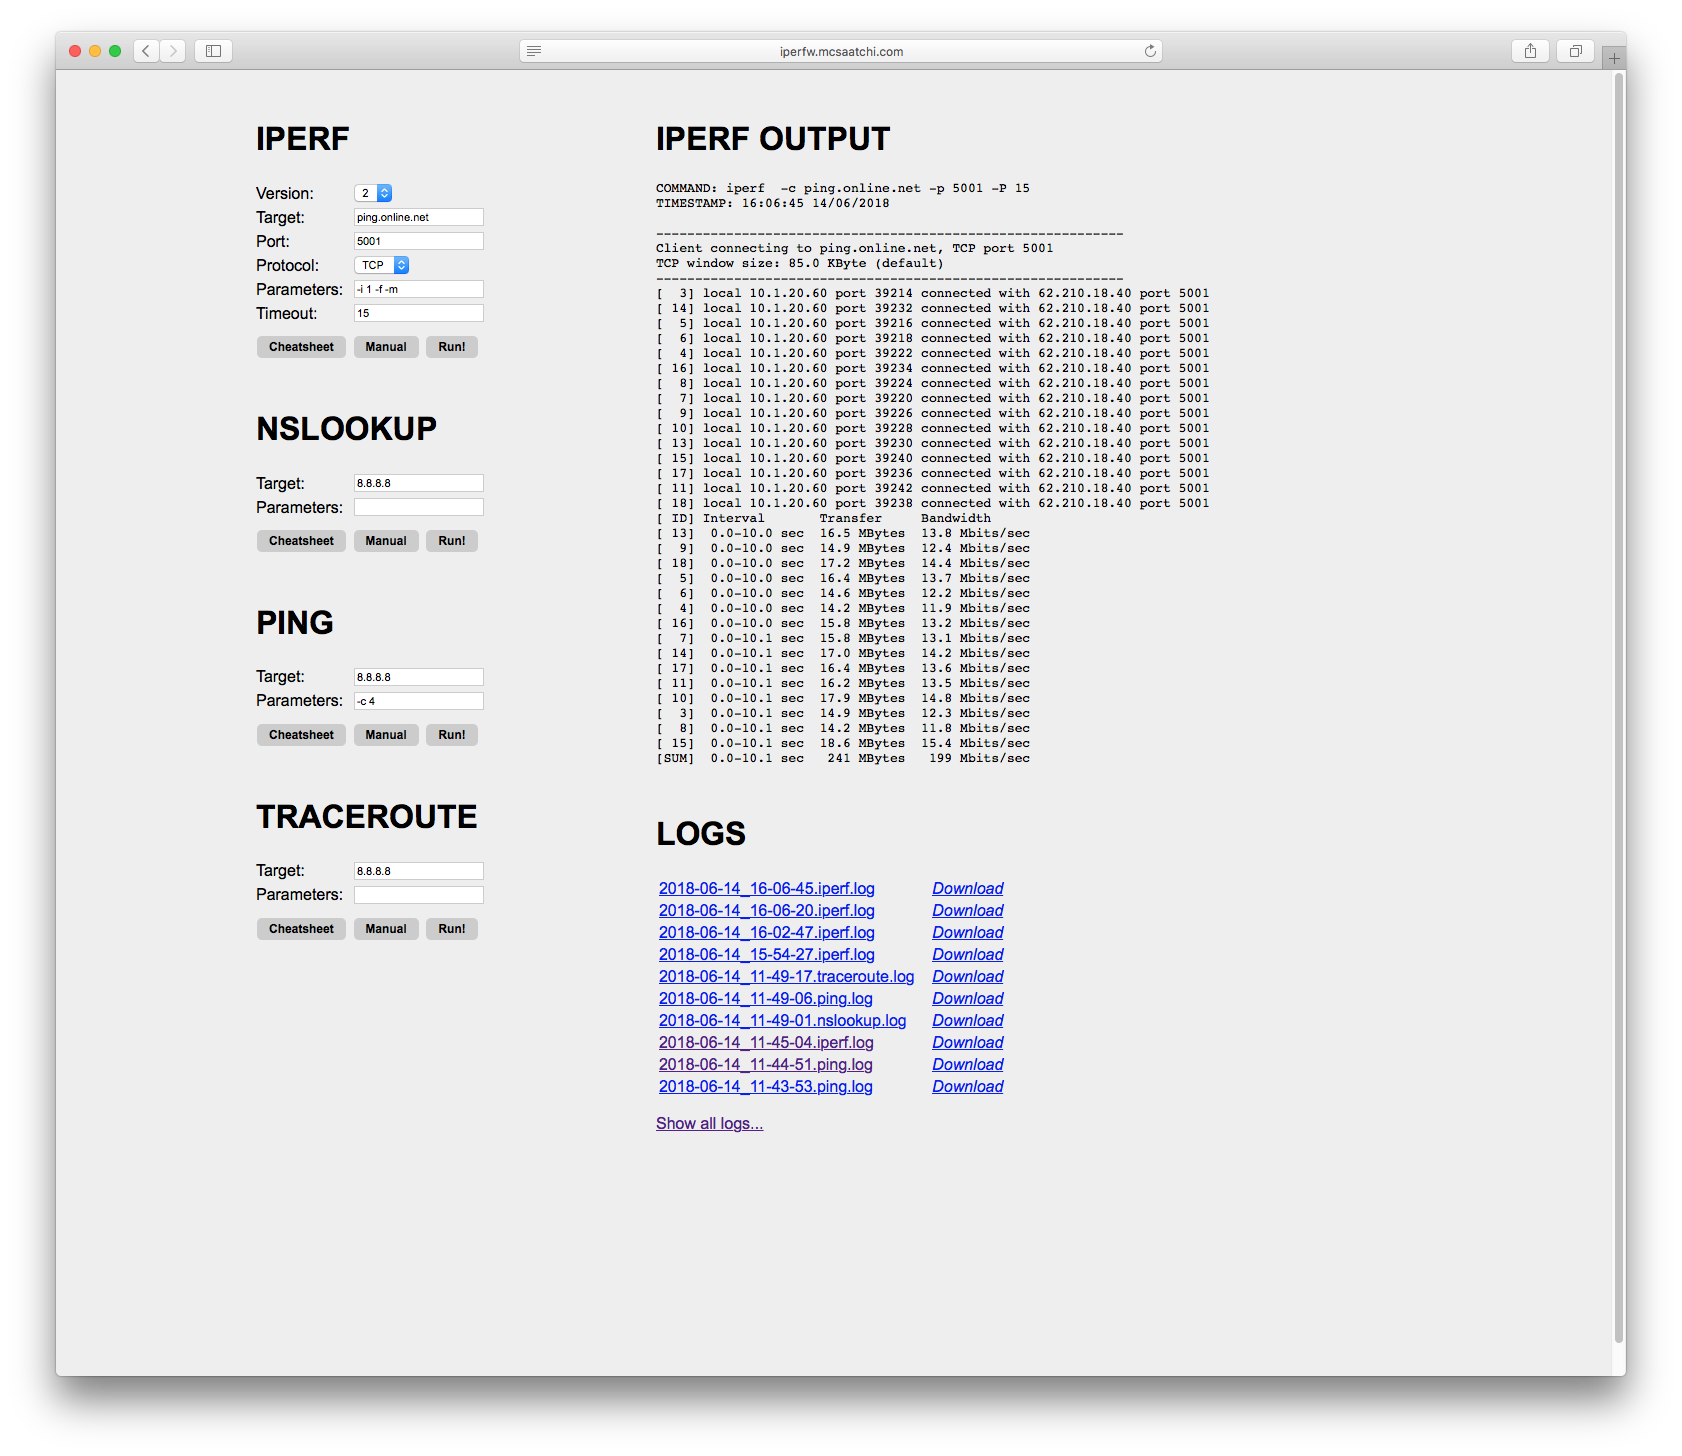 iperfw.mcsaatchi.com
IPERF
Version: 2
Target: ping.online.net
Port: 5001
Protocol: TCP
Parameters: -i 1 -f -m
Timeout: 15
Cheatsheet Manual Run!
NSLOOKUP
Target: 8.8.8.8
Parameters:
Cheatsheet Manual Run!
PING
Target: 8.8.8.8
Parameters: -c 4
Cheatsheet Manual Run!
TRACEROUTE
Target: 8.8.8.8
Parameters:
Cheatsheet Manual Run!
IPERF OUTPUT
COMMAND: iperf  -c ping.online.net -p 5001 -P 15
TIMESTAMP: 16:06:45 14/06/2018
------------------------------------------------------------
Client connecting to ping.online.net, TCP port 5001
TCP window size: 85.0 KByte (default)
------------------------------------------------------------
[  3] local 10.1.20.60 port 39214 connected with 62.210.18.40 port 5001
[ 14] local 10.1.20.60 port 39232 connected with 62.210.18.40 port 5001
[  5] local 10.1.20.60 port 39216 connected with 62.210.18.40 port 5001
[  6] local 10.1.20.60 port 39218 connected with 62.210.18.40 port 5001
[  4] local 10.1.20.60 port 39222 connected with 62.210.18.40 port 5001
[ 16] local 10.1.20.60 port 39234 connected with 62.210.18.40 port 5001
[  8] local 10.1.20.60 port 39224 connected with 62.210.18.40 port 5001
[  7] local 10.1.20.60 port 39220 connected with 62.210.18.40 port 5001
[  9] local 10.1.20.60 port 39226 connected with 62.210.18.40 port 5001
[ 10] local 10.1.20.60 port 39228 connected with 62.210.18.40 port 5001
[ 13] local 10.1.20.60 port 39230 connected with 62.210.18.40 port 5001
[ 15] local 10.1.20.60 port 39240 connected with 62.210.18.40 port 5001
[ 17] local 10.1.20.60 port 39236 connected with 62.210.18.40 port 5001
[ 11] local 10.1.20.60 port 39242 connected with 62.210.18.40 port 5001
[ 18] local 10.1.20.60 port 39238 connected with 62.210.18.40 port 5001
[ ID] Interval       Transfer     Bandwidth
[ 13]  0.0-10.0 sec  16.5 MBytes  13.8 Mbits/sec
[  9]  0.0-10.0 sec  14.9 MBytes  12.4 Mbits/sec
[ 18]  0.0-10.0 sec  17.2 MBytes  14.4 Mbits/sec
[  5]  0.0-10.0 sec  16.4 MBytes  13.7 Mbits/sec
[  6]  0.0-10.0 sec  14.6 MBytes  12.2 Mbits/sec
[  4]  0.0-10.0 sec  14.2 MBytes  11.9 Mbits/sec
[ 16]  0.0-10.0 sec  15.8 MBytes  13.2 Mbits/sec
[  7]  0.0-10.1 sec  15.8 MBytes  13.1 Mbits/sec
[ 14]  0.0-10.1 sec  17.0 MBytes  14.2 Mbits/sec
[ 17]  0.0-10.1 sec  16.4 MBytes  13.6 Mbits/sec
[ 11]  0.0-10.1 sec  16.2 MBytes  13.5 Mbits/sec
[ 10]  0.0-10.1 sec  17.9 MBytes  14.8 Mbits/sec
[  3]  0.0-10.1 sec  14.9 MBytes  12.3 Mbits/sec
[  8]  0.0-10.1 sec  14.2 MBytes  11.8 Mbits/sec
[ 15]  0.0-10.1 sec  18.6 MBytes  15.4 Mbits/sec
[SUM]  0.0-10.1 sec   241 MBytes   199 Mbits/sec
LOGS
2018-06-14_16-06-45.iperf.log Download
2018-06-14_16-06-20.iperf.log Download
2018-06-14_16-02-47.iperf.log Download
2018-06-14_15-54-27.iperf.log Download
2018-06-14_11-49-17.traceroute.log Download
2018-06-14_11-49-06.ping.log Download
2018-06-14_11-49-01.nslookup.log Download
2018-06-14_11-45-04.iperf.log Download
2018-06-14_11-44-51.ping.log Download
2018-06-14_11-43-53.ping.log Download
Show all logs...